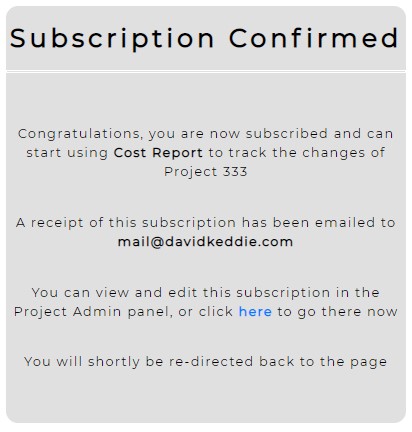 Subscription Confirmed
Congratulations, you are now subscribed and can
start using Cost Report to track the changes of
Project 333
A receipt of this subscription has been emailed to
mail@davidkeddie.com
You can view and edit this subscription in the
Project Admin panel, or click here to go there now
You will shortly be re-directed back to the page